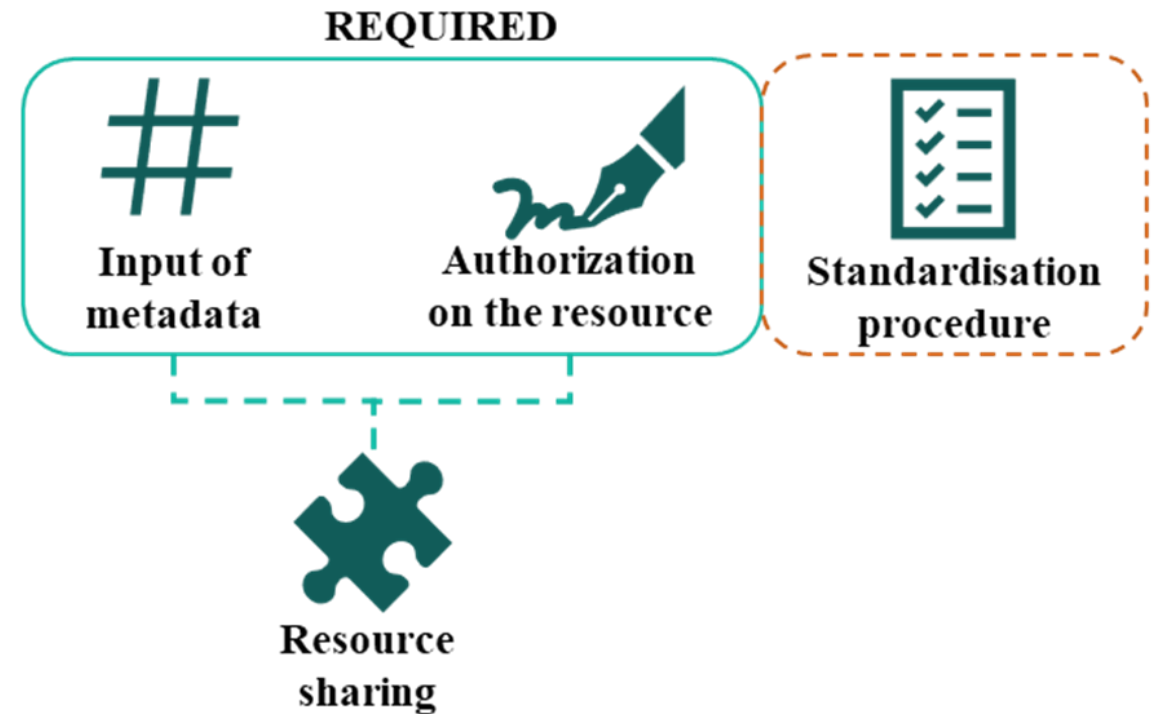 REQUIRED
Input of
metadata
Authorization
on the resource
Standardisation
procedure
Resource
sharing